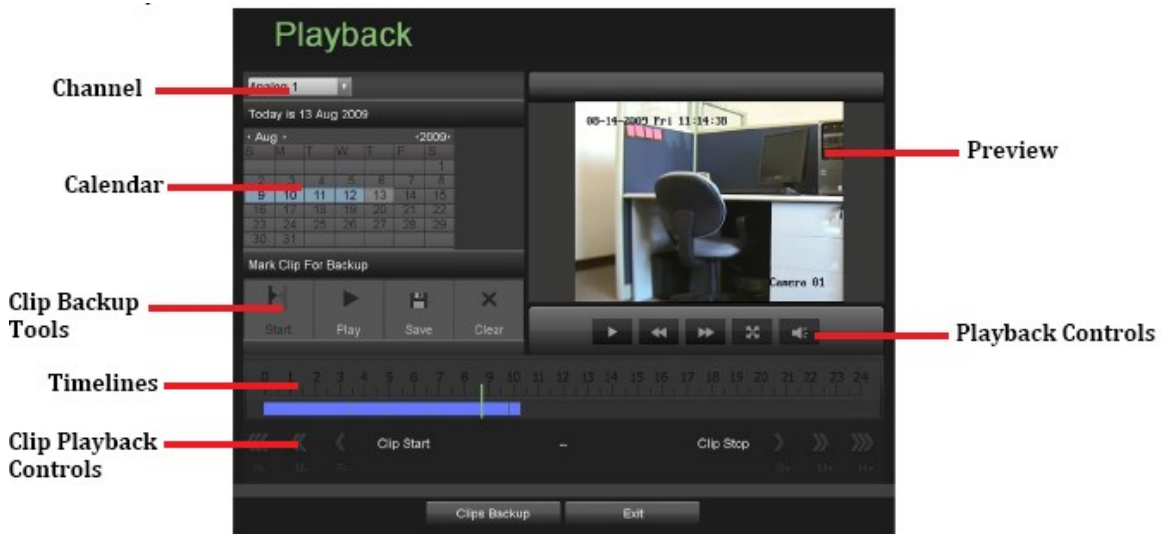 Playback
Channel
Analog 1
Today is 13 Aug 2009
Aug 2009
S M T W T F S
1
2 3 4 5 6 7 8
9 10 11 12 13 14 15
16 17 18 19 20 21 22
23 24 25 26 27 28 29
30 31
Calendar
08-14-2009 Fri 11:14:38
Camera 01
Preview
Mark Clip For Backup
Clip Backup
Tools
Start Play Save Clear
Playback Controls
Timelines
0 1 2 3 4 5 6 7 8 9 10 11 12 13 14 15 16 17 18 19 20 21 22 23 24
Clip Playback
Controls
Clip Start -- Clip Stop
H- M- S- S+ M+ H+
Clips Backup Exit